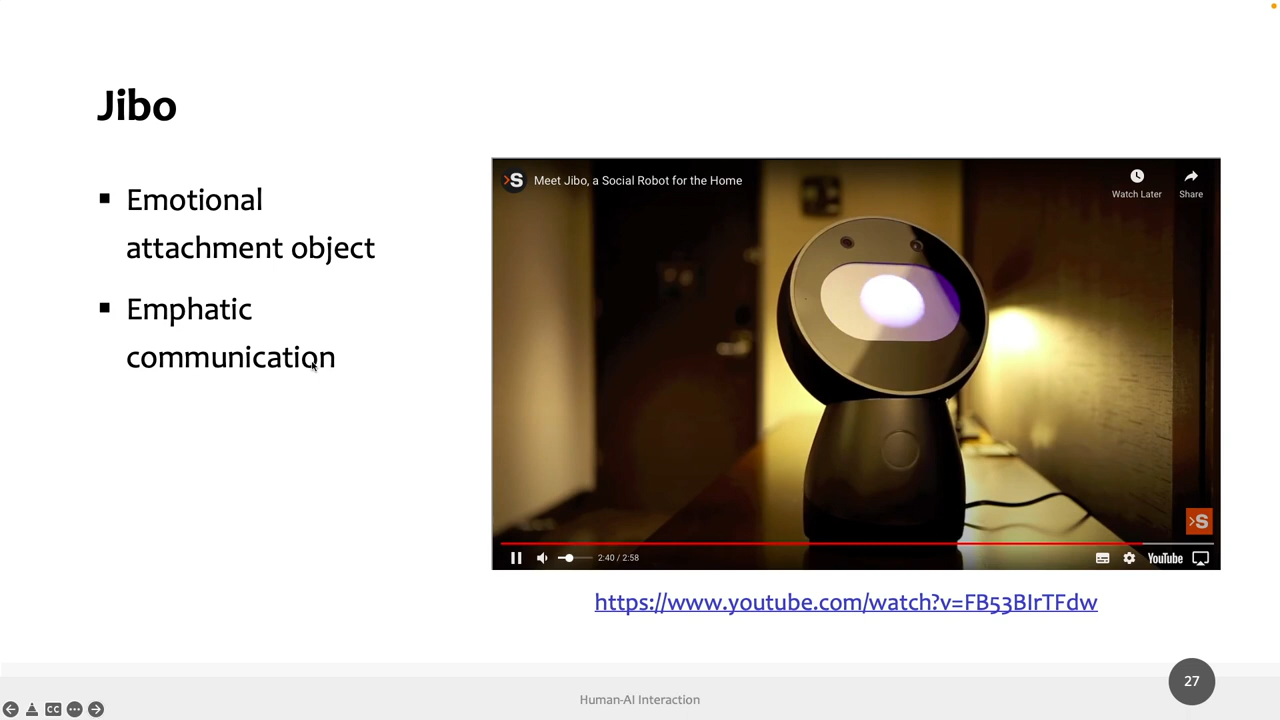 Jibo
▪ Emotional
attachment object
▪ Emphatic
communication
S
Meet Jibo, a Social Robot for the Home
Watch Later
Share
S
2:40 / 2:58
YouTube
https://www.youtube.com/watch?v=FB53BIrTFdw
27
Human-AI Interaction
CC